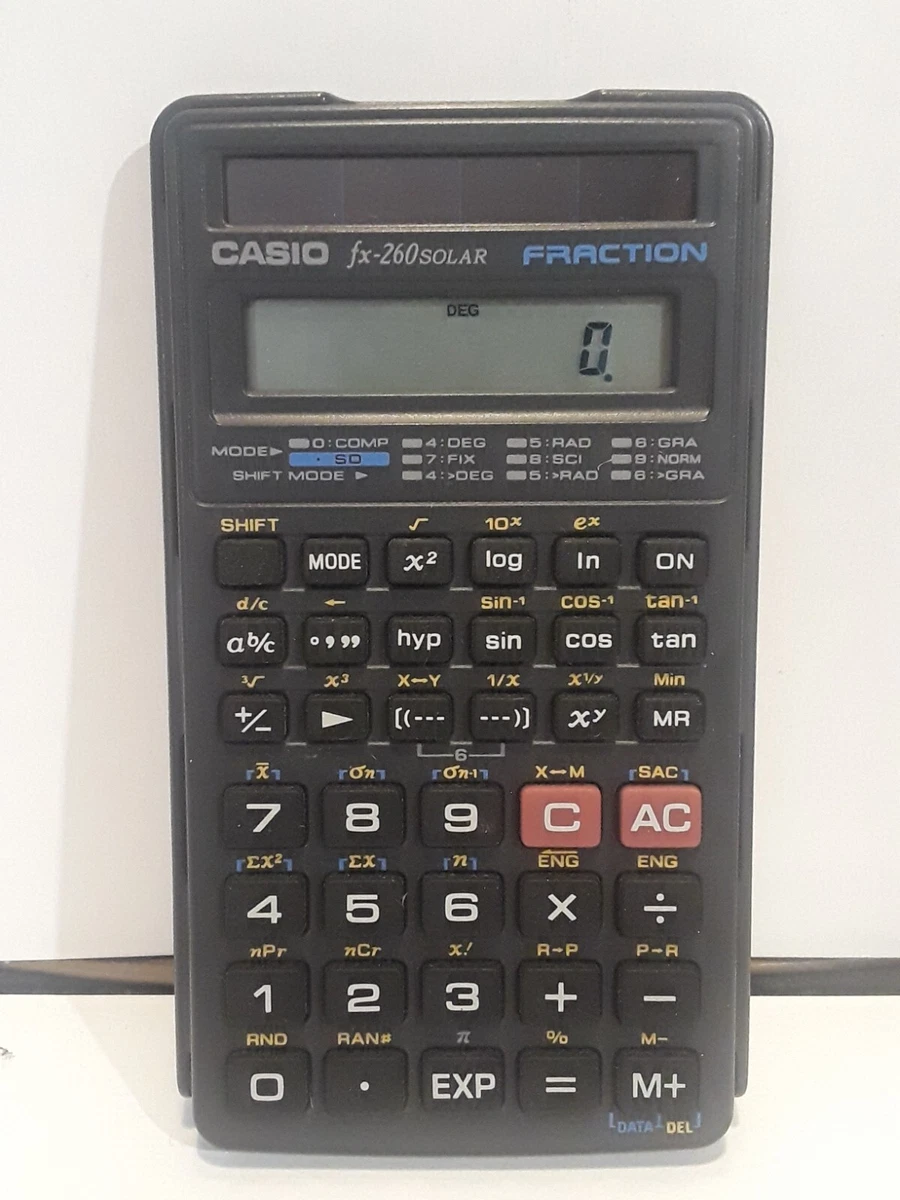 CASIO fx-260 SOLAR FRACTION
DEG
0.
MODE▶ 0:COMP 4:DEG 5:RAD 6:GRA
· SD 7:FIX 8:SCI 9:NORM
SHIFT MODE ▶ 4:>DEG 5:>RAD 6:>GRA
SHIFT √ 10ˣ eˣ
MODE x² log ln ON
d/c ← sin⁻¹ cos⁻¹ tan⁻¹
a b/c ° , ,, hyp sin cos tan
³√ x³ X↔Y 1/x x¹/ʸ Min
+/− ▶ [(--- ---)] xʸ MR
6
x̄ σn σn-1 X↔M SAC
7 8 9 C AC
Σx² Σx n ←ENG ENG
4 5 6 × ÷
nPr nCr x! R→P P→R
1 2 3 + −
RND RAN# π % M−
0 · EXP = M+
DATA DEL